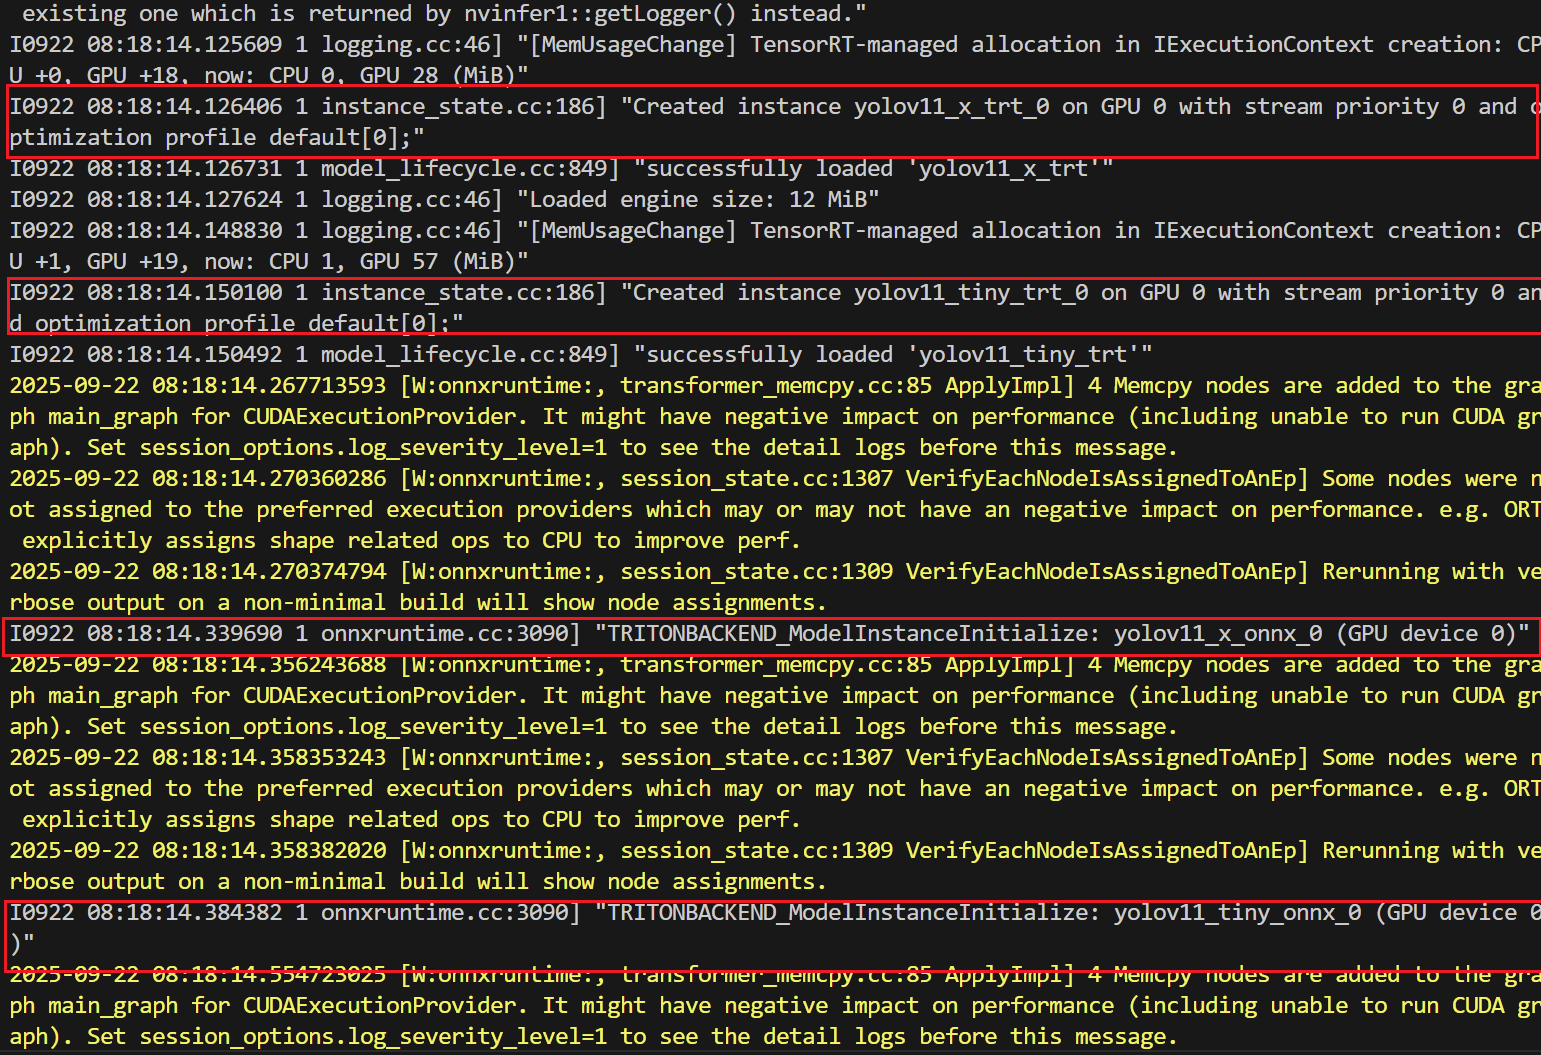 existing one which is returned by nvinfer1::getLogger() instead."
I0922 08:18:14.125609 1 logging.cc:46] "[MemUsageChange] TensorRT-managed allocation in IExecutionContext creation: CP
U +0, GPU +18, now: CPU 0, GPU 28 (MiB)"
I0922 08:18:14.126406 1 instance_state.cc:186] "Created instance yolov11_x_trt_0 on GPU 0 with stream priority 0 and o
ptimization profile default[0];"
I0922 08:18:14.126731 1 model_lifecycle.cc:849] "successfully loaded 'yolov11_x_trt'"
I0922 08:18:14.127624 1 logging.cc:46] "Loaded engine size: 12 MiB"
I0922 08:18:14.148830 1 logging.cc:46] "[MemUsageChange] TensorRT-managed allocation in IExecutionContext creation: CP
U +1, GPU +19, now: CPU 1, GPU 57 (MiB)"
I0922 08:18:14.150100 1 instance_state.cc:186] "Created instance yolov11_tiny_trt_0 on GPU 0 with stream priority 0 an
d optimization profile default[0];"
I0922 08:18:14.150492 1 model_lifecycle.cc:849] "successfully loaded 'yolov11_tiny_trt'"
2025-09-22 08:18:14.267713593 [W:onnxruntime:, transformer_memcpy.cc:85 ApplyImpl] 4 Memcpy nodes are added to the gra
ph main_graph for CUDAExecutionProvider. It might have negative impact on performance (including unable to run CUDA gr
aph). Set session_options.log_severity_level=1 to see the detail logs before this message.
2025-09-22 08:18:14.270360286 [W:onnxruntime:, session_state.cc:1307 VerifyEachNodeIsAssignedToAnEp] Some nodes were n
ot assigned to the preferred execution providers which may or may not have an negative impact on performance. e.g. ORT
explicitly assigns shape related ops to CPU to improve perf.
2025-09-22 08:18:14.270374794 [W:onnxruntime:, session_state.cc:1309 VerifyEachNodeIsAssignedToAnEp] Rerunning with ve
rbose output on a non-minimal build will show node assignments.
I0922 08:18:14.339690 1 onnxruntime.cc:3090] "TRITONBACKEND_ModelInstanceInitialize: yolov11_x_onnx_0 (GPU device 0)"
2025-09-22 08:18:14.356243688 [W:onnxruntime:, transformer_memcpy.cc:85 ApplyImpl] 4 Memcpy nodes are added to the gra
ph main_graph for CUDAExecutionProvider. It might have negative impact on performance (including unable to run CUDA gr
aph). Set session_options.log_severity_level=1 to see the detail logs before this message.
2025-09-22 08:18:14.358353243 [W:onnxruntime:, session_state.cc:1307 VerifyEachNodeIsAssignedToAnEp] Some nodes were n
ot assigned to the preferred execution providers which may or may not have an negative impact on performance. e.g. ORT
explicitly assigns shape related ops to CPU to improve perf.
2025-09-22 08:18:14.358382020 [W:onnxruntime:, session_state.cc:1309 VerifyEachNodeIsAssignedToAnEp] Rerunning with ve
rbose output on a non-minimal build will show node assignments.
I0922 08:18:14.384382 1 onnxruntime.cc:3090] "TRITONBACKEND_ModelInstanceInitialize: yolov11_tiny_onnx_0 (GPU device 0
)"
2025-09-22 08:18:14.554723025 [W:onnxruntime:, transformer_memcpy.cc:85 ApplyImpl] 4 Memcpy nodes are added to the gra
ph main_graph for CUDAExecutionProvider. It might have negative impact on performance (including unable to run CUDA gr
aph). Set session_options.log_severity_level=1 to see the detail logs before this message.